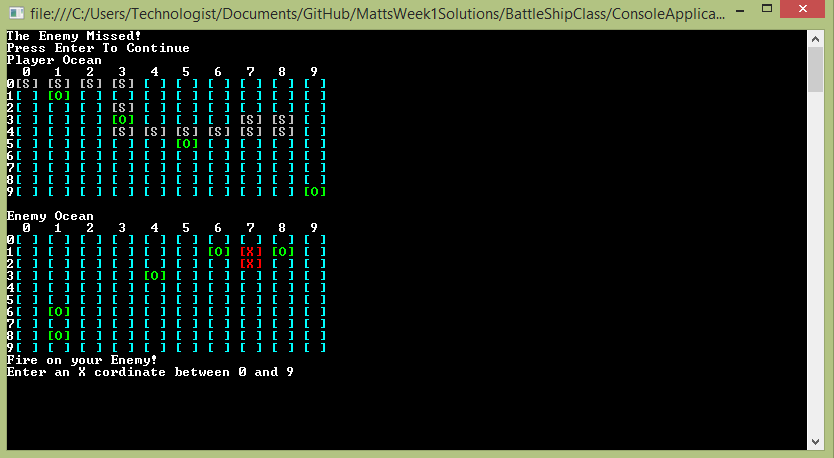 file:///C:/Users/Technologist/Documents/GitHub/MattsWeek1Solutions/BattleShipClass/ConsoleApplica...
The Enemy Missed!
Press Enter To Continue
Player Ocean
  0   1   2   3   4   5   6   7   8   9
0[S] [S] [S] [S] [ ] [ ] [ ] [ ] [ ] [ ]
1[ ] [O] [ ] [ ] [ ] [ ] [ ] [ ] [ ] [ ]
2[ ] [ ] [ ] [S] [ ] [ ] [ ] [ ] [ ] [ ]
3[ ] [ ] [ ] [O] [ ] [ ] [ ] [S] [S] [ ]
4[ ] [ ] [ ] [S] [S] [S] [S] [S] [S] [ ]
5[ ] [ ] [ ] [ ] [ ] [O] [ ] [ ] [ ] [ ]
6[ ] [ ] [ ] [ ] [ ] [ ] [ ] [ ] [ ] [ ]
7[ ] [ ] [ ] [ ] [ ] [ ] [ ] [ ] [ ] [ ]
8[ ] [ ] [ ] [ ] [ ] [ ] [ ] [ ] [ ] [ ]
9[ ] [ ] [ ] [ ] [ ] [ ] [ ] [ ] [ ] [O]
Enemy Ocean
  0   1   2   3   4   5   6   7   8   9
0[ ] [ ] [ ] [ ] [ ] [ ] [ ] [ ] [ ] [ ]
1[ ] [ ] [ ] [ ] [ ] [ ] [O] [X] [O] [ ]
2[ ] [ ] [ ] [ ] [ ] [ ] [ ] [X] [ ] [ ]
3[ ] [ ] [ ] [ ] [O] [ ] [ ] [ ] [ ] [ ]
4[ ] [ ] [ ] [ ] [ ] [ ] [ ] [ ] [ ] [ ]
5[ ] [ ] [ ] [ ] [ ] [ ] [ ] [ ] [ ] [ ]
6[ ] [O] [ ] [ ] [ ] [ ] [ ] [ ] [ ] [ ]
7[ ] [ ] [ ] [ ] [ ] [ ] [ ] [ ] [ ] [ ]
8[ ] [O] [ ] [ ] [ ] [ ] [ ] [ ] [ ] [ ]
9[ ] [ ] [ ] [ ] [ ] [ ] [ ] [ ] [ ] [ ]
Fire on your Enemy!
Enter an X cordinate between 0 and 9